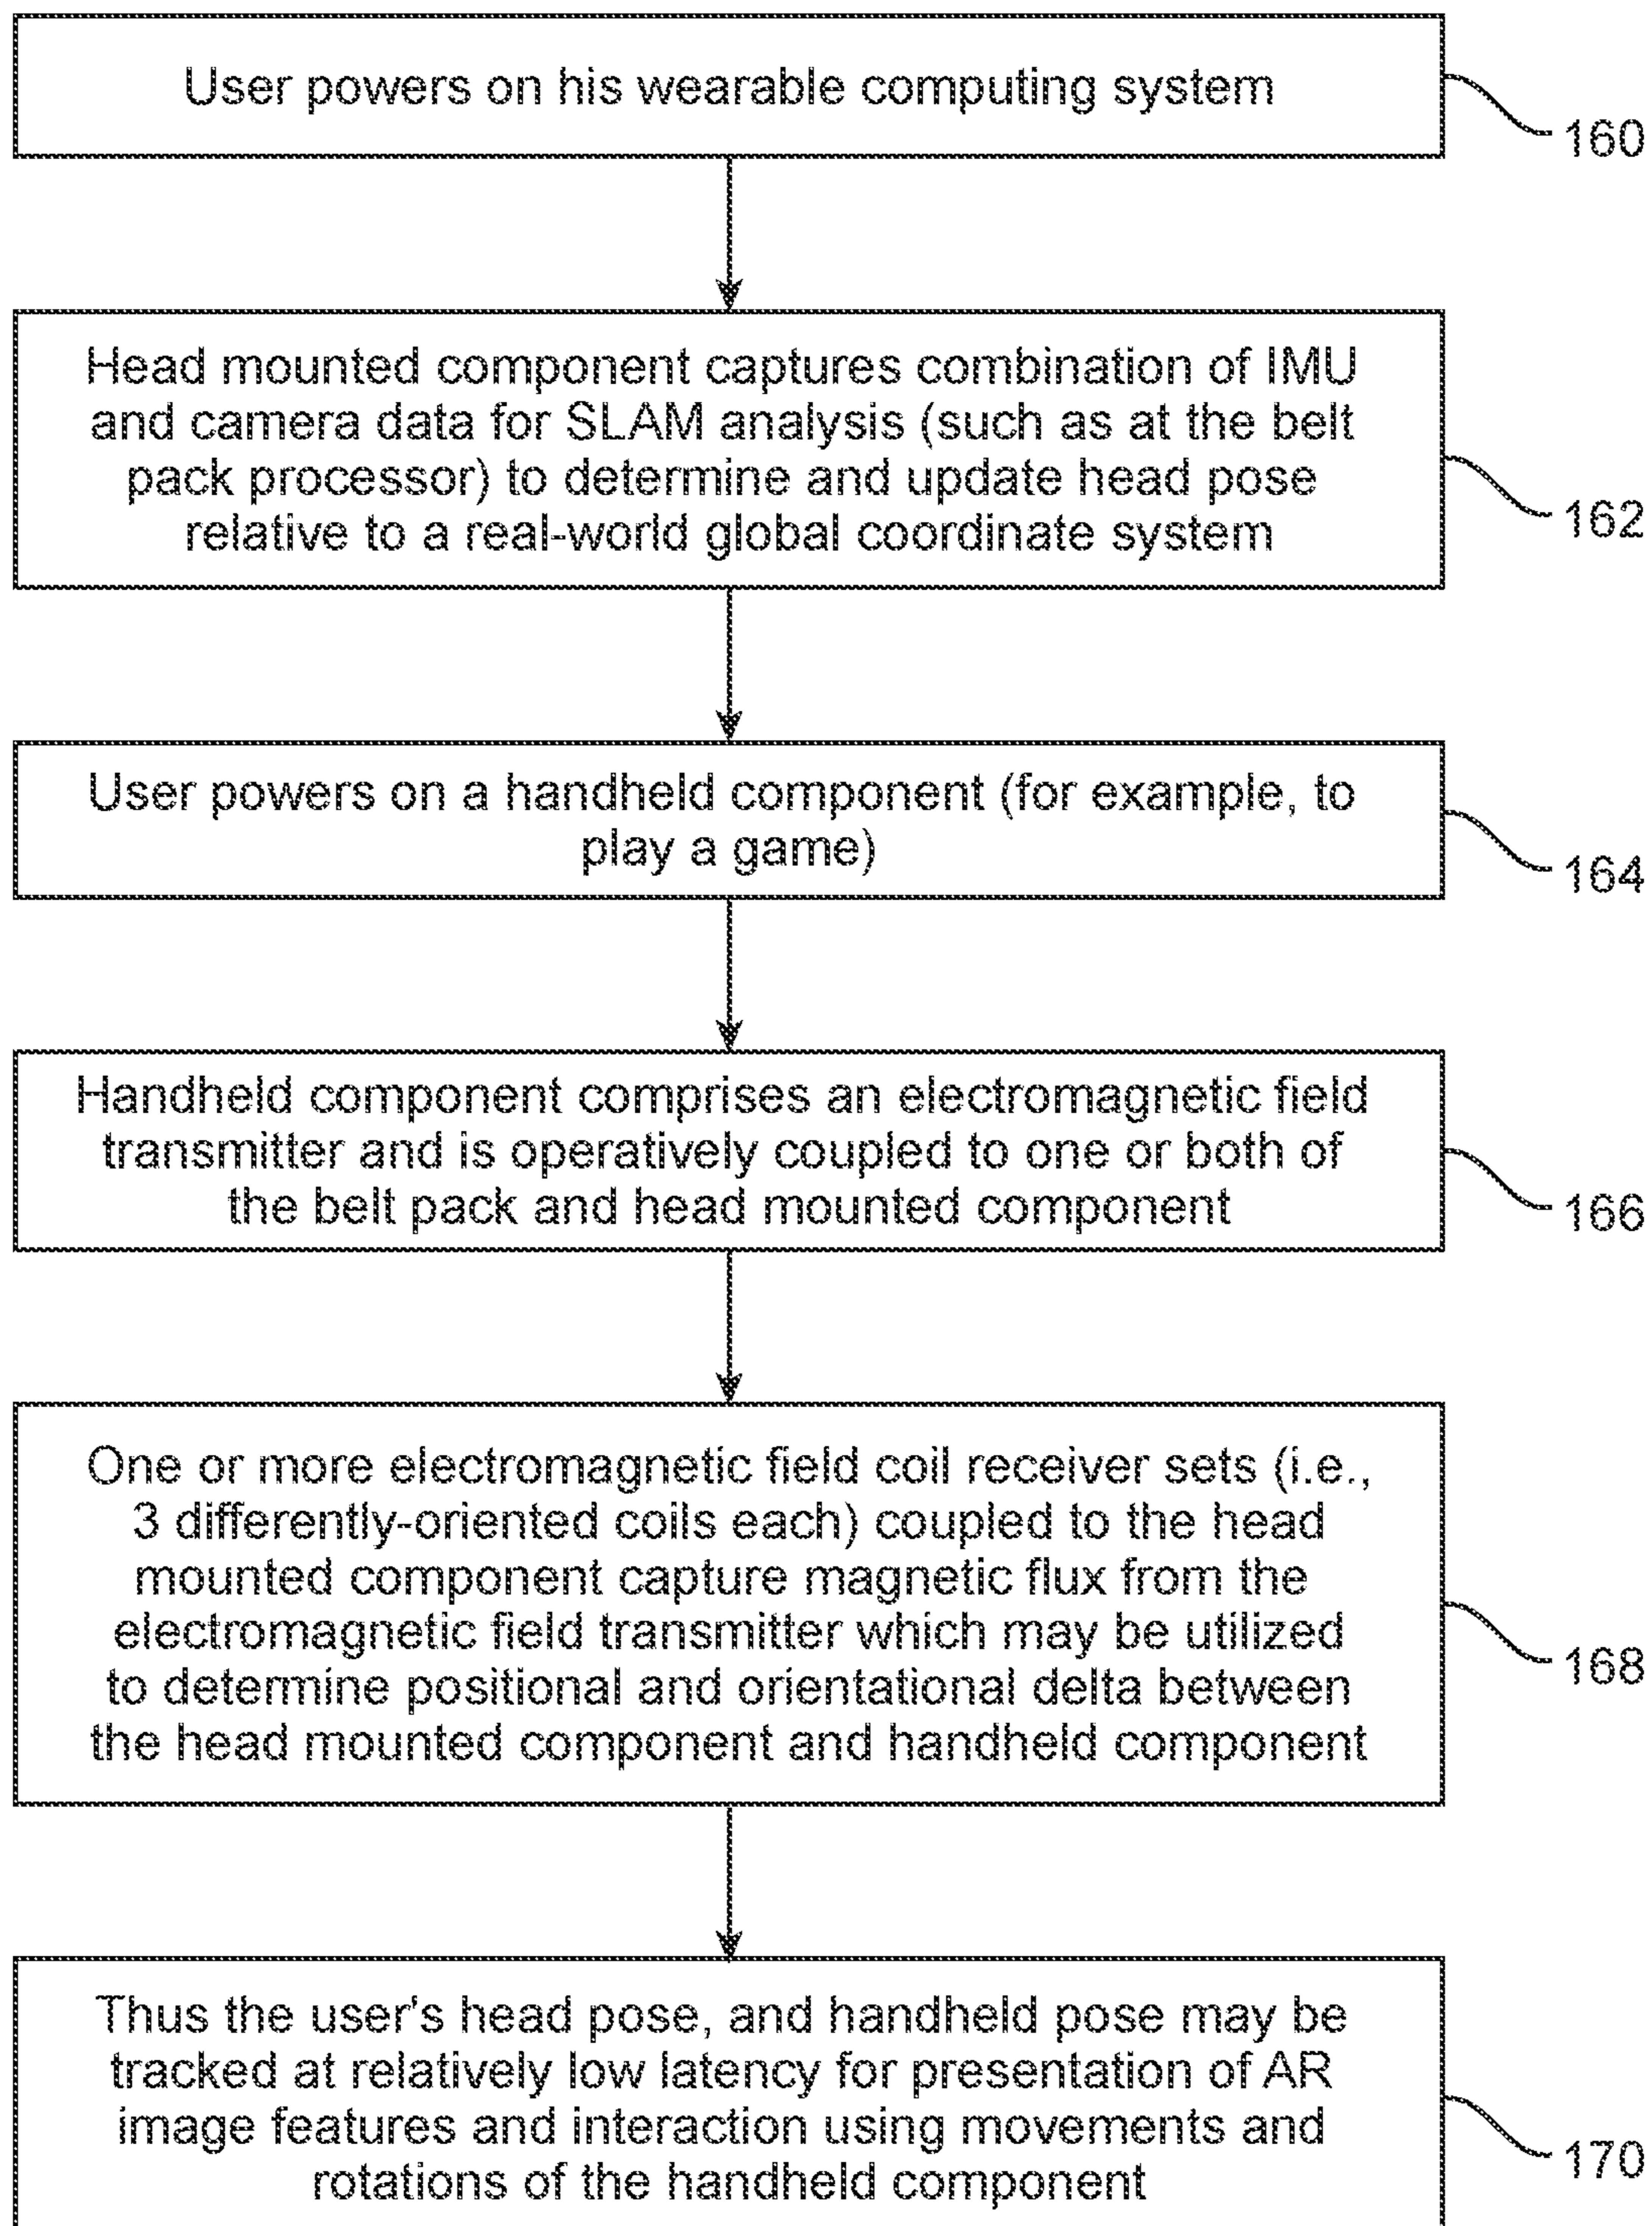 User powers on his wearable computing system
160
Head mounted component captures combination of IMU
and camera data for SLAM analysis (such as at the belt
pack processor) to determine and update head pose
relative to a real-world global coordinate system
162
User powers on a handheld component (for example, to
play a game)
164
Handheld component comprises an electromagnetic field
transmitter and is operatively coupled to one or both of
the belt pack and head mounted component
166
One or more electromagnetic field coil receiver sets (i.e.,
3 differently-oriented coils each) coupled to the head
mounted component capture magnetic flux from the
electromagnetic field transmitter which may be utilized
to determine positional and orientational delta between
the head mounted component and handheld component
168
Thus the user's head pose, and handheld pose may be
tracked at relatively low latency for presentation of AR
image features and interaction using movements and
rotations of the handheld component
170